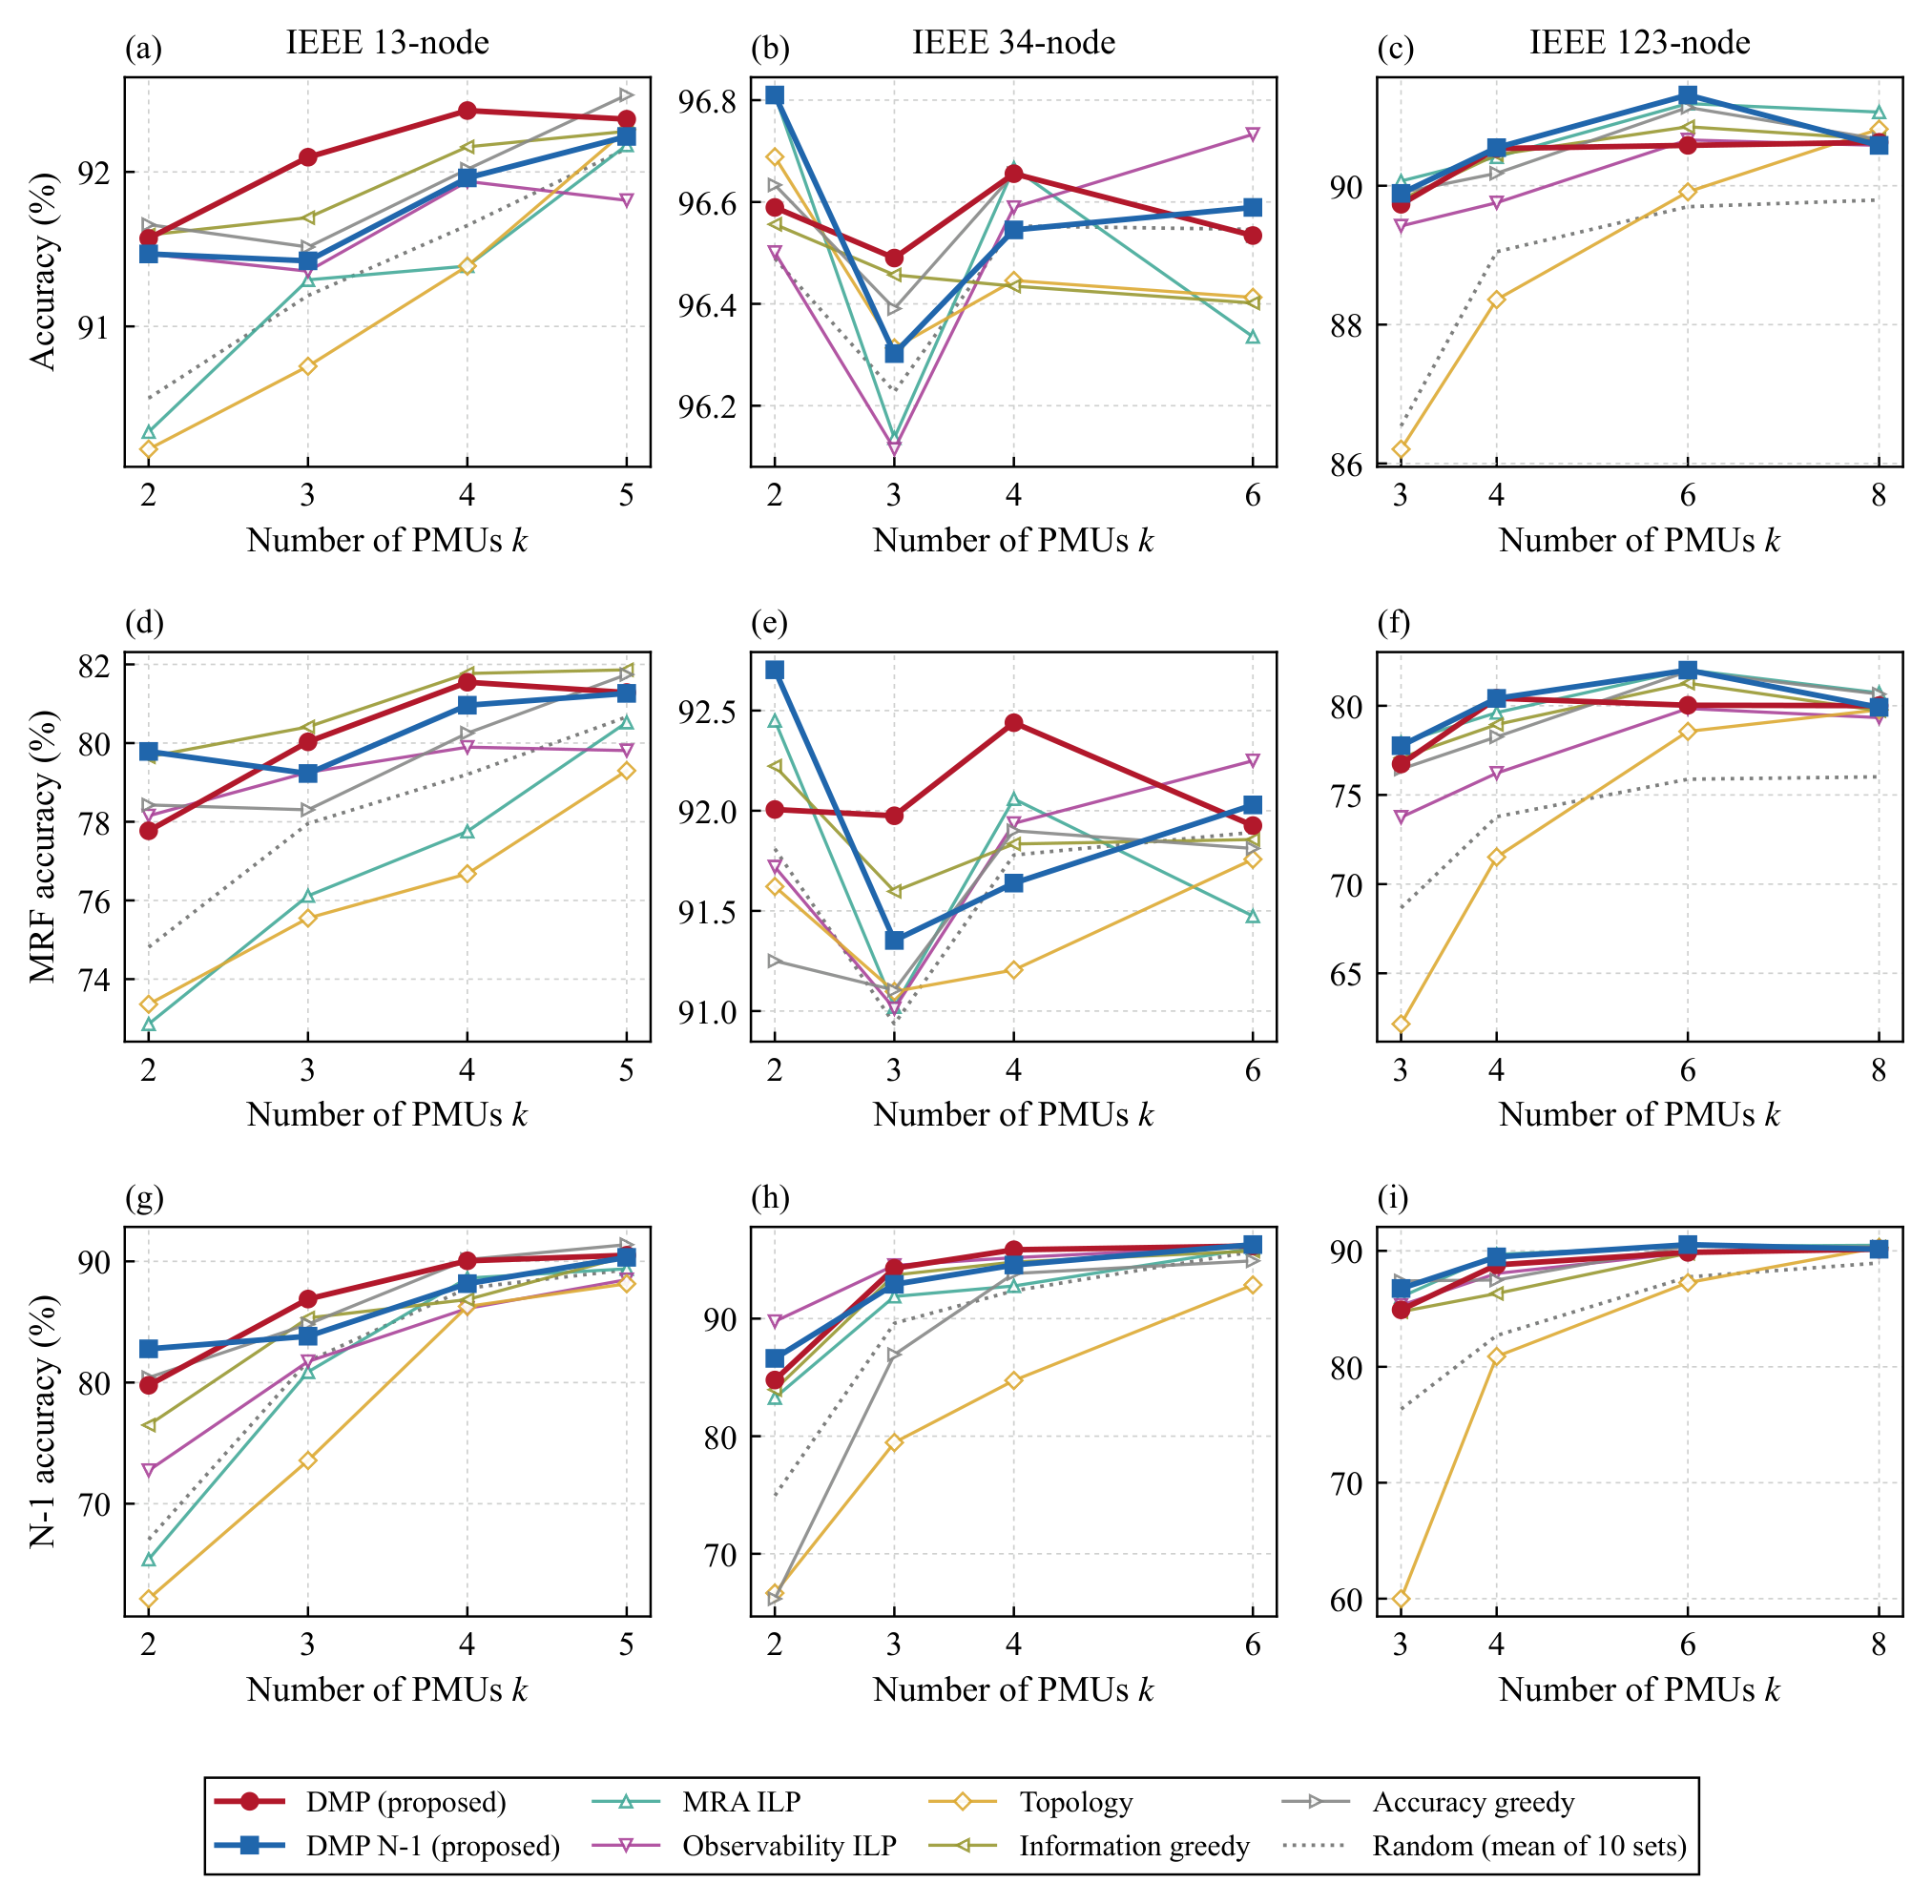 (a) IEEE 13-node
(b) IEEE 34-node
(c) IEEE 123-node
Accuracy (%)
92
91
2 3 4 5
Number of PMUs k
96.8
96.6
96.4
96.2
2 3 4 6
Number of PMUs k
90
88
86
3 4 6 8
Number of PMUs k
(d)
MRF accuracy (%)
82
80
78
76
74
2 3 4 5
Number of PMUs k
(e)
92.5
92.0
91.5
91.0
2 3 4 6
Number of PMUs k
(f)
80
75
70
65
3 4 6 8
Number of PMUs k
(g)
N-1 accuracy (%)
90
80
70
2 3 4 5
Number of PMUs k
(h)
90
80
70
2 3 4 6
Number of PMUs k
(i)
90
80
70
60
3 4 6 8
Number of PMUs k
DMP (proposed) MRA ILP Topology Accuracy greedy
DMP N-1 (proposed) Observability ILP Information greedy Random (mean of 10 sets)